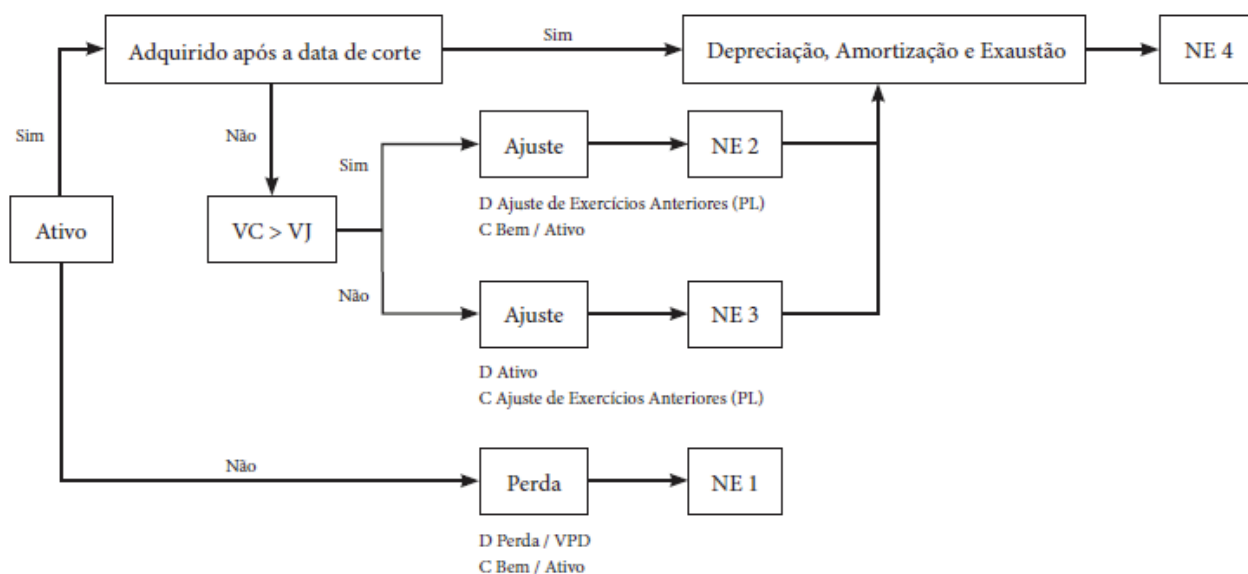 Adquirido após a data de corte
Sim
Depreciação, Amortização e Exaustão
NE 4
Sim
Não
Sim
Ajuste
NE 2
D Ajuste de Exercícios Anteriores (PL)
C Bem / Ativo
Ativo
VC > VJ
Não
Ajuste
NE 3
D Ativo
C Ajuste de Exercícios Anteriores (PL)
Não
Perda
NE 1
D Perda / VPD
C Bem / Ativo